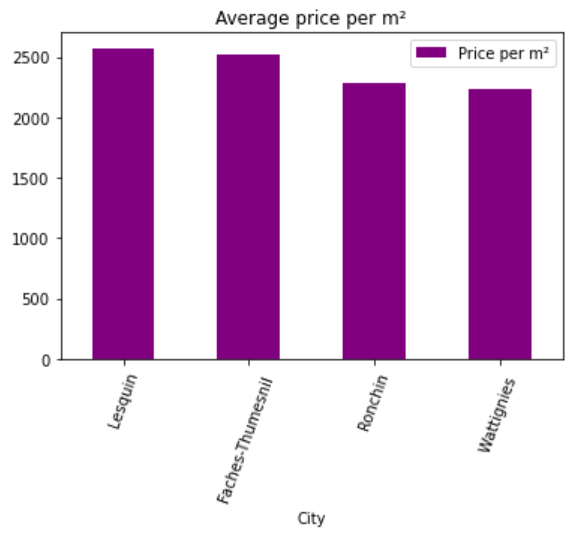 Average price per m²
Price per m²
2500
2000
1500
1000
500
0
Lesquin
Faches-Thumesnil
Ronchin
Wattignies
City